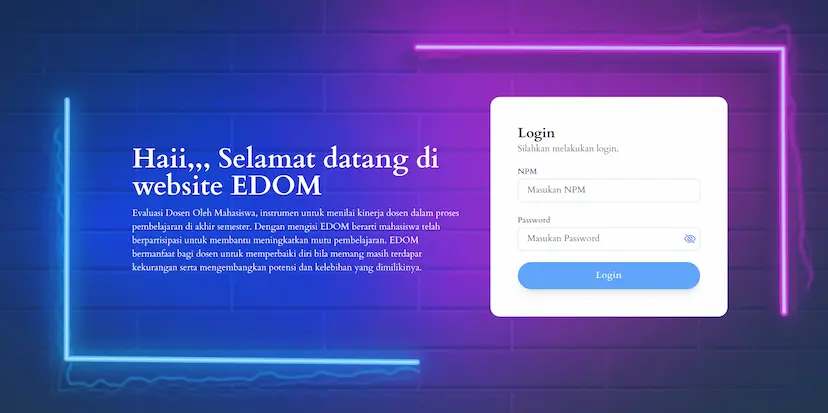 Haii,,, Selamat datang di
website EDOM
Evaluasi Dosen Oleh Mahasiswa, instrumen untuk menilai kinerja dosen dalam proses
pembelajaran di akhir semester. Dengan mengisi EDOM berarti mahasiswa telah
berpartisipasi untuk membantu meningkatkan mutu pembelajaran. EDOM
bermanfaat bagi dosen untuk memperbaiki diri bila memang masih terdapat
kekurangan serta mengembangkan potensi dan kelebihan yang dimilikinya.
Login
Silahkan melakukan login.
NPM
Masukan NPM
Password
Masukan Password
Login